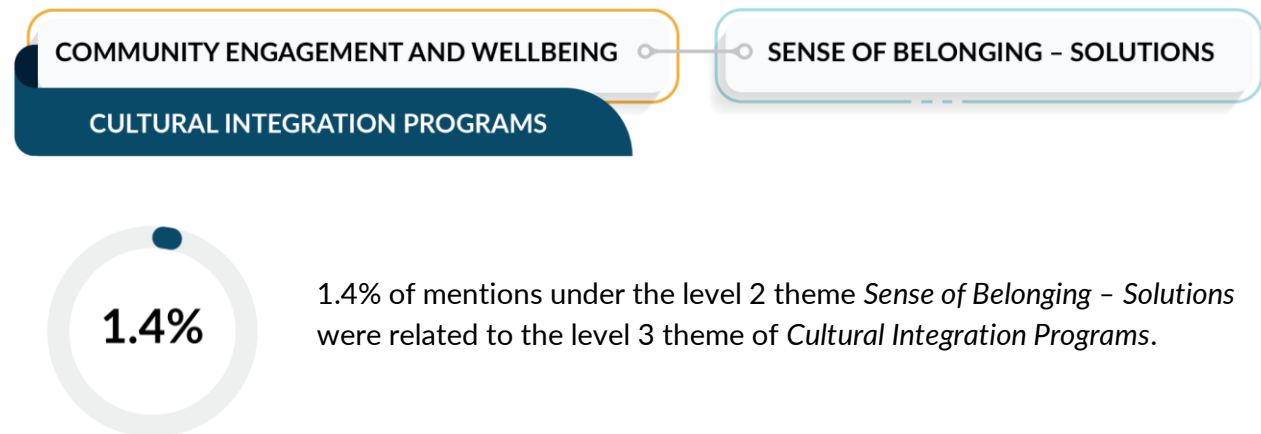 COMMUNITY ENGAGEMENT AND WELLBEING
SENSE OF BELONGING – SOLUTIONS
CULTURAL INTEGRATION PROGRAMS
1.4%
1.4% of mentions under the level 2 theme Sense of Belonging – Solutions
were related to the level 3 theme of Cultural Integration Programs.